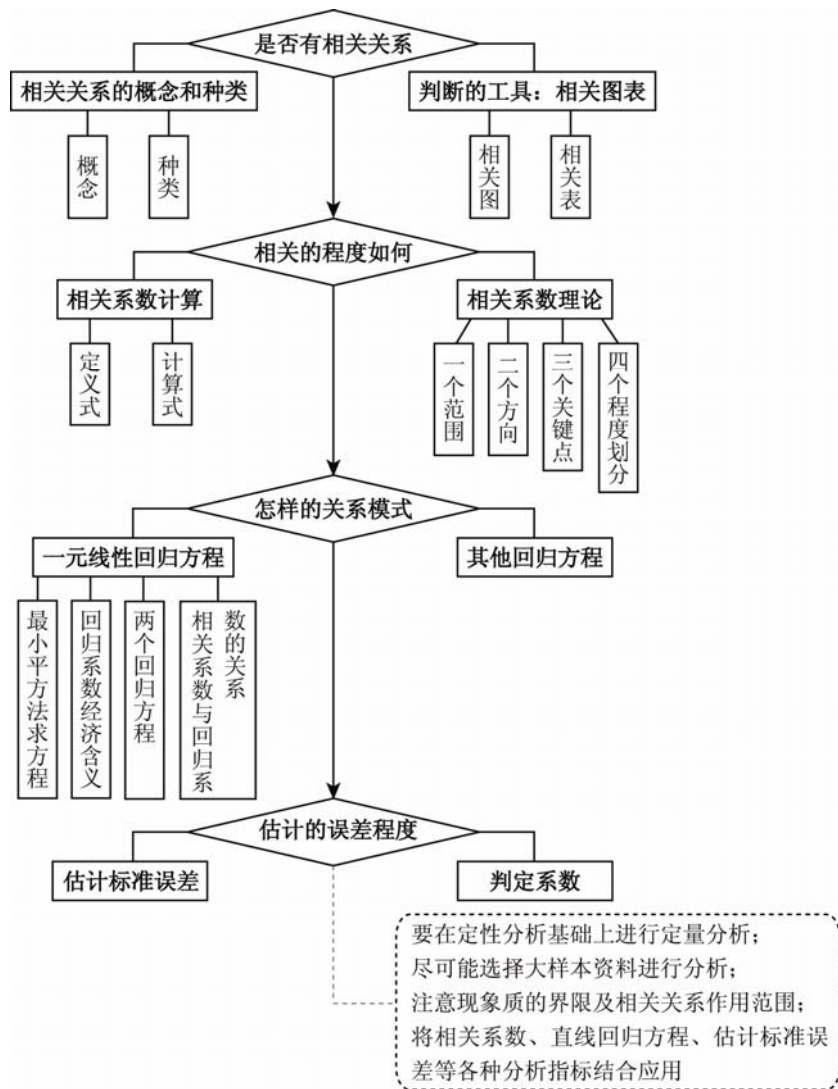 是否有相关关系
相关关系的概念和种类
判断的工具：相关图表
概念
种类
相关图
相关表
相关的程度如何
相关系数计算
相关系数理论
定义式
计算式
一个范围
二个方向
三个关键点
四个程度划分
怎样的关系模式
一元线性回归方程
其他回归方程
最小平方法求方程
回归系数经济含义
两个回归方程
相关系数与回归系
数的关系
估计的误差程度
估计标准误差
判定系数
要在定性分析基础上进行定量分析；
尽可能选择大样本资料进行分析；
注意现象质的界限及相关关系作用范围；
将相关系数、直线回归方程、估计标准误
差等各种分析指标结合应用